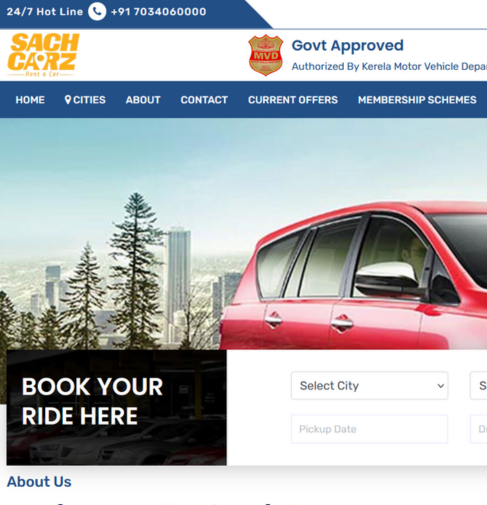 24/7 Hot Line +91 7034060000
SACH
CARZ
Rent a Car
MVD
Govt Approved
Authorized By Kerela Motor Vehicle Depa
HOME CITIES ABOUT CONTACT CURRENT OFFERS MEMBERSHIP SCHEMES
BOOK YOUR
RIDE HERE
Select City
S
Pickup Date
D
About Us